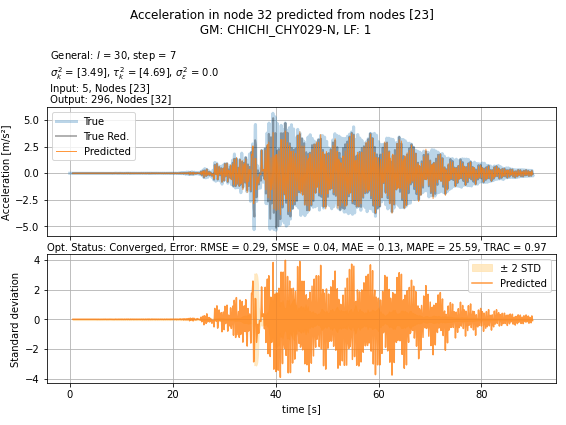 Acceleration in node 32 predicted from nodes [23]
GM: CHICHI_CHY029-N, LF: 1
General: l = 30, step = 7
σ²ₖ = [3.49], τ²ₖ = [4.69], σ²ε = 0.0
Input: 5, Nodes [23]
Output: 296, Nodes [32]
True
True Red.
Predicted
Acceleration [m/s²]
5.0
2.5
0.0
−2.5
−5.0
Opt. Status: Converged, Error: RMSE = 0.29, SMSE = 0.04, MAE = 0.13, MAPE = 25.59, TRAC = 0.97
± 2 STD
Predicted
Standard deviation
4
2
0
−2
−4
0 20 40 60 80
time [s]